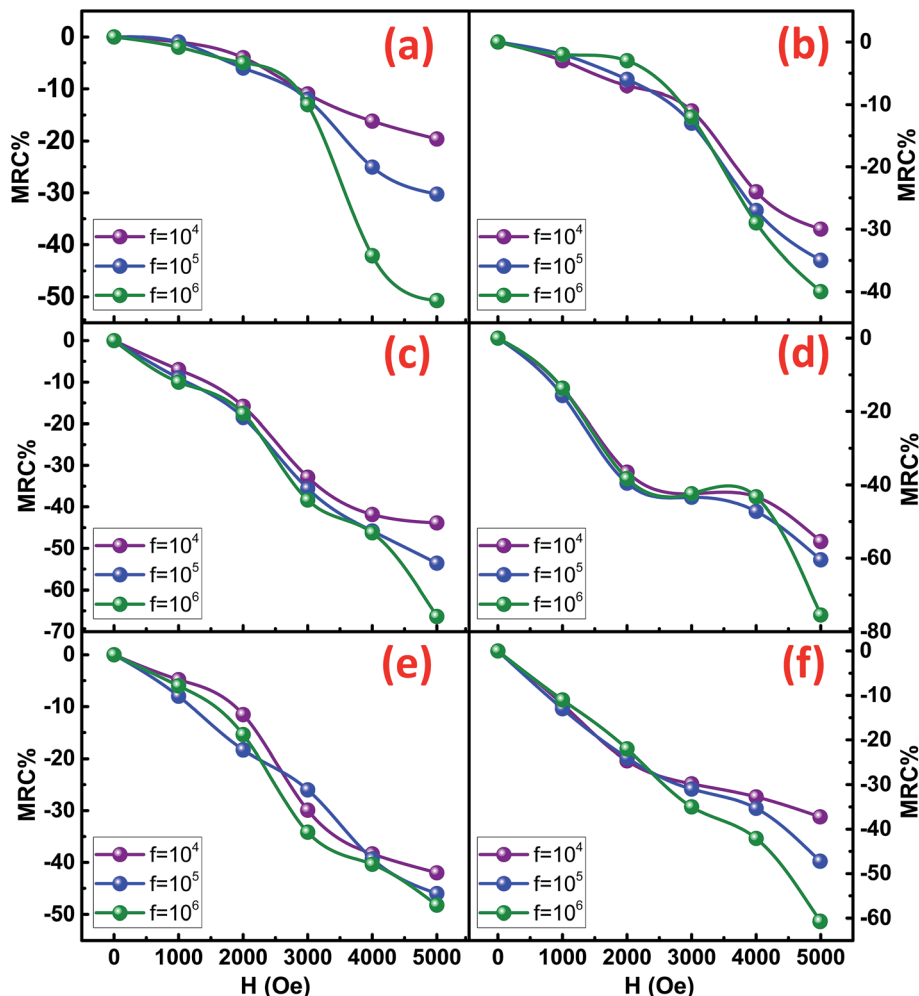 (a)
MRC%
0
-10
-20
-30
-40
-50
f=10⁴
f=10⁵
f=10⁶
(b)
MRC%
0
-10
-20
-30
-40
f=10⁴
f=10⁵
f=10⁶
(c)
MRC%
0
-10
-20
-30
-40
-50
-60
-70
f=10⁴
f=10⁵
f=10⁶
(d)
MRC%
0
-20
-40
-60
-80
f=10⁴
f=10⁵
f=10⁶
(e)
MRC%
0
-10
-20
-30
-40
-50
f=10⁴
f=10⁵
f=10⁶
0 1000 2000 3000 4000 5000
H (Oe)
(f)
MRC%
0
-10
-20
-30
-40
-50
-60
f=10⁴
f=10⁵
f=10⁶
0 1000 2000 3000 4000 5000
H (Oe)